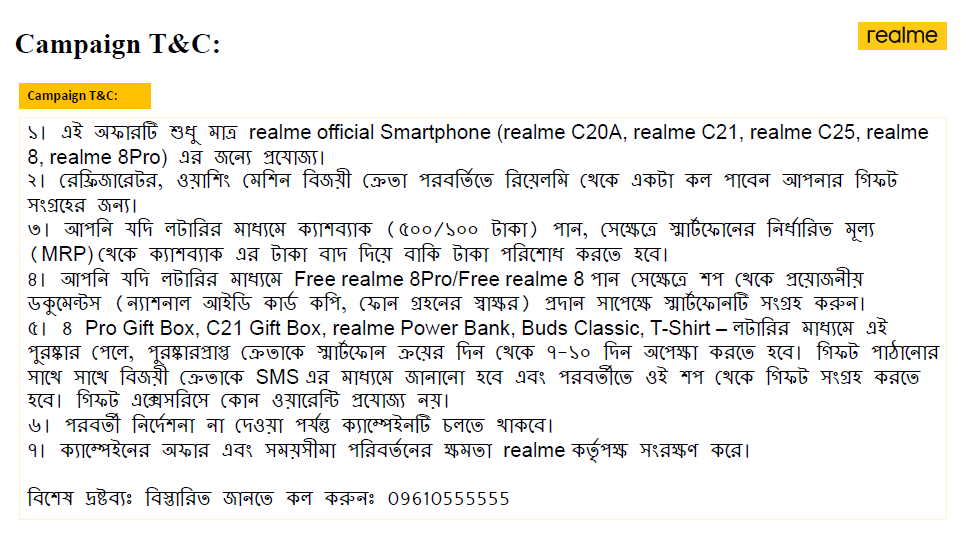 Campaign T&C:
realme
Campaign T&C:
১। এই অফারটি শুধু মাত্র realme official Smartphone (realme C20A, realme C21, realme C25, realme
8, realme 8Pro) এর জন্যে প্রযোজ্য।
২। রেফ্রিজারেটর, ওয়াশিং মেশিন বিজয়ী ক্রেতা পরবর্তিতে রিয়েলমি থেকে একটা কল পাবেন আপনার গিফট
সংগ্রহের জন্য।
৩। আপনি যদি লটারির মাধ্যমে ক্যাশব্যাক (৫০০/১০০ টাকা) পান, সেক্ষেত্রে স্মার্টফোনের নির্ধারিত মূল্য
(MRP) থেকে ক্যাশব্যাক এর টাকা বাদ দিয়ে বাকি টাকা পরিশোধ করতে হবে।
৪। আপনি যদি লটারির মাধ্যমে Free realme 8Pro/Free realme 8 পান সেক্ষেত্রে শপ থেকে প্রয়োজনীয়
ডকুমেন্টস (ন্যাশনাল আইডি কার্ড কপি, ফোন গ্রহনের স্বাক্ষর) প্রদান সাপেক্ষে স্মার্টফোনটি সংগ্রহ করুন।
৫। ৪ Pro Gift Box, C21 Gift Box, realme Power Bank, Buds Classic, T-Shirt – লটারির মাধ্যমে এই
পুরষ্কার পেলে, পুরষ্কারপ্রাপ্ত ক্রেতাকে স্মার্টফোন ক্রয়ের দিন থেকে ৭-১০ দিন অপেক্ষা করতে হবে। গিফট পাঠানোর
সাথে সাথে বিজয়ী ক্রেতাকে SMS এর মাধ্যমে জানানো হবে এবং পরবর্তীতে ওই শপ থেকে গিফট সংগ্রহ করতে
হবে। গিফট এক্সেসরিসে কোন ওয়ারেন্টি প্রযোজ্য নয়।
৬। পরবর্তী নির্দেশনা না দেওয়া পর্যন্ত ক্যাম্পেইনটি চলতে থাকবে।
৭। ক্যাম্পেইনের অফার এবং সময়সীমা পরিবর্তনের ক্ষমতা realme কর্তৃপক্ষ সংরক্ষণ করে।
বিশেষ দ্রষ্টব্যঃ বিস্তারিত জানতে কল করুনঃ 09610555555